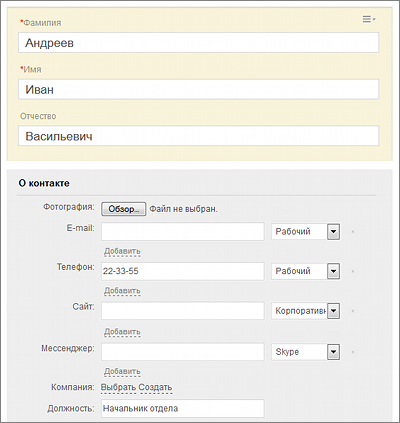 *Фамилия
Андреев
*Имя
Иван
Отчество
Васильевич
О контакте
Фотография: Обзор... Файл не выбран.
E-mail: Рабочий
Добавить
Телефон: 22-33-55 Рабочий
Добавить
Сайт: Корпоративн
Добавить
Мессенджер: Skype
Добавить
Компания: Выбрать Создать
Должность: Начальник отдела